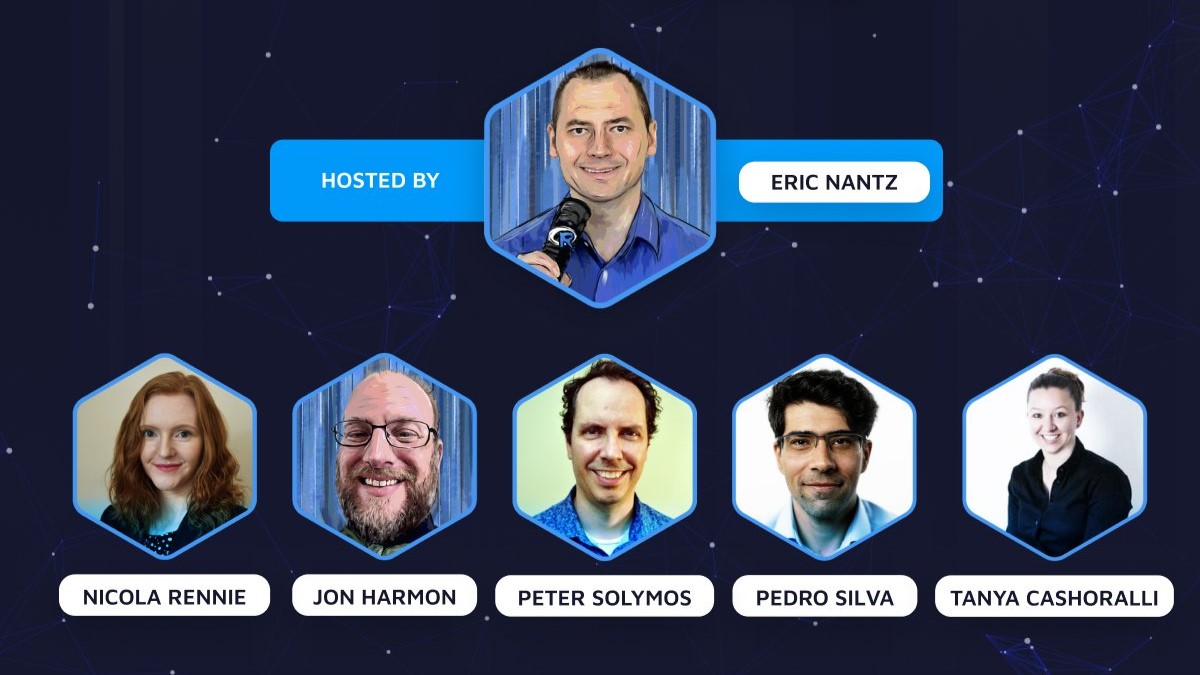 HOSTED BY
ERIC NANTZ
R
NICOLA RENNIE
JON HARMON
PETER SOLYMOS
PEDRO SILVA
TANYA CASHORALLI